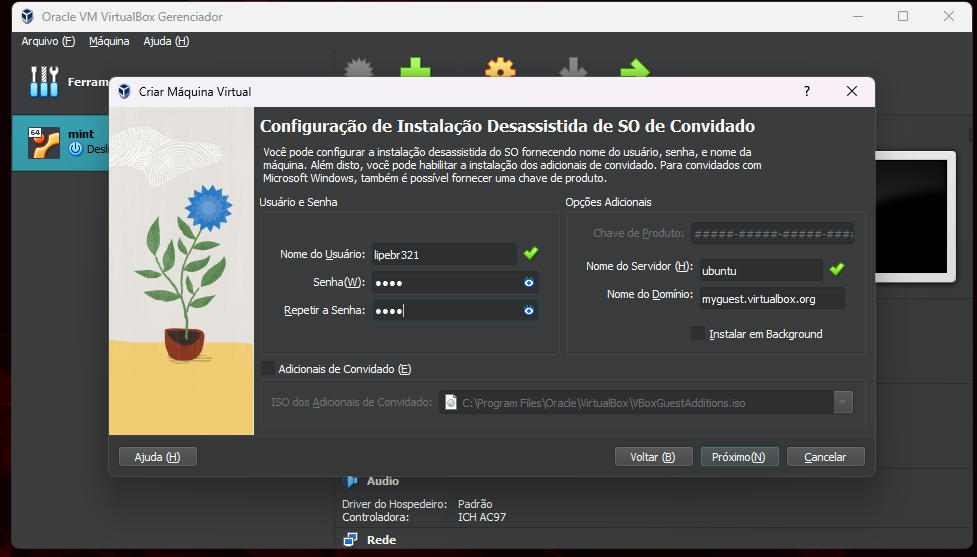 Oracle VM VirtualBox Gerenciador
Arquivo (F) Máquina Ajuda (H)
Ferram
64
mint
Desli
Criar Máquina Virtual
?
Configuração de Instalação Desassistida de SO de Convidado
Você pode configurar a instalação desassistida do SO fornecendo nome do usuário, senha, e nome da
máquina. Além disto, você pode habilitar a instalação dos adicionais de convidado. Para convidados com
Microsoft Windows, também é possível fornecer uma chave de produto.
Usuário e Senha
Nome do Usuário: lipebr321
Senha(W): ●●●●
Repetir a Senha: ●●●●
Opções Adicionais
Chave de Produto: #####-#####-#####-###
Nome do Servidor (H): ubuntu
Nome do Domínio: myguest.virtualbox.org
Instalar em Background
Adicionais de Convidado (E)
ISO dos Adicionais de Convidado: C:\Program Files\Oracle\VirtualBox\VBoxGuestAdditions.iso
Ajuda (H) Voltar (B) Próximo(N) Cancelar
Áudio
Driver do Hospedeiro: Padrão
Controladora: ICH AC97
Rede